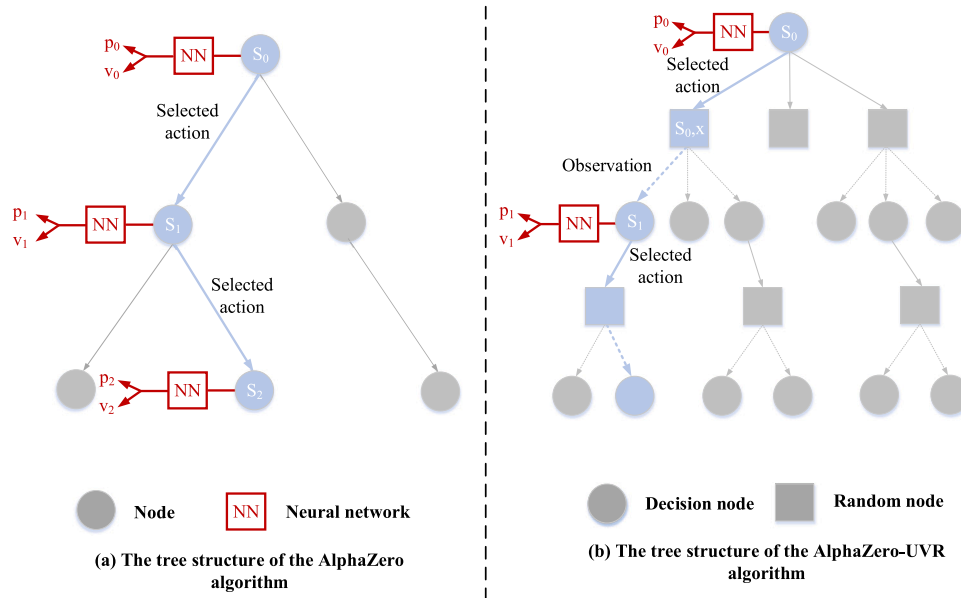 p0
v0
NN
S0
Selected
action
p1
v1
NN
S1
Selected
action
p2
v2
NN
S2
Node
NN
Neural network
(a) The tree structure of the AlphaZero
algorithm
p0
v0
NN
S0
Selected
action
S0,x
Observation
p1
v1
NN
S1
Selected
action
Decision node
Random node
(b) The tree structure of the AlphaZero-UVR
algorithm